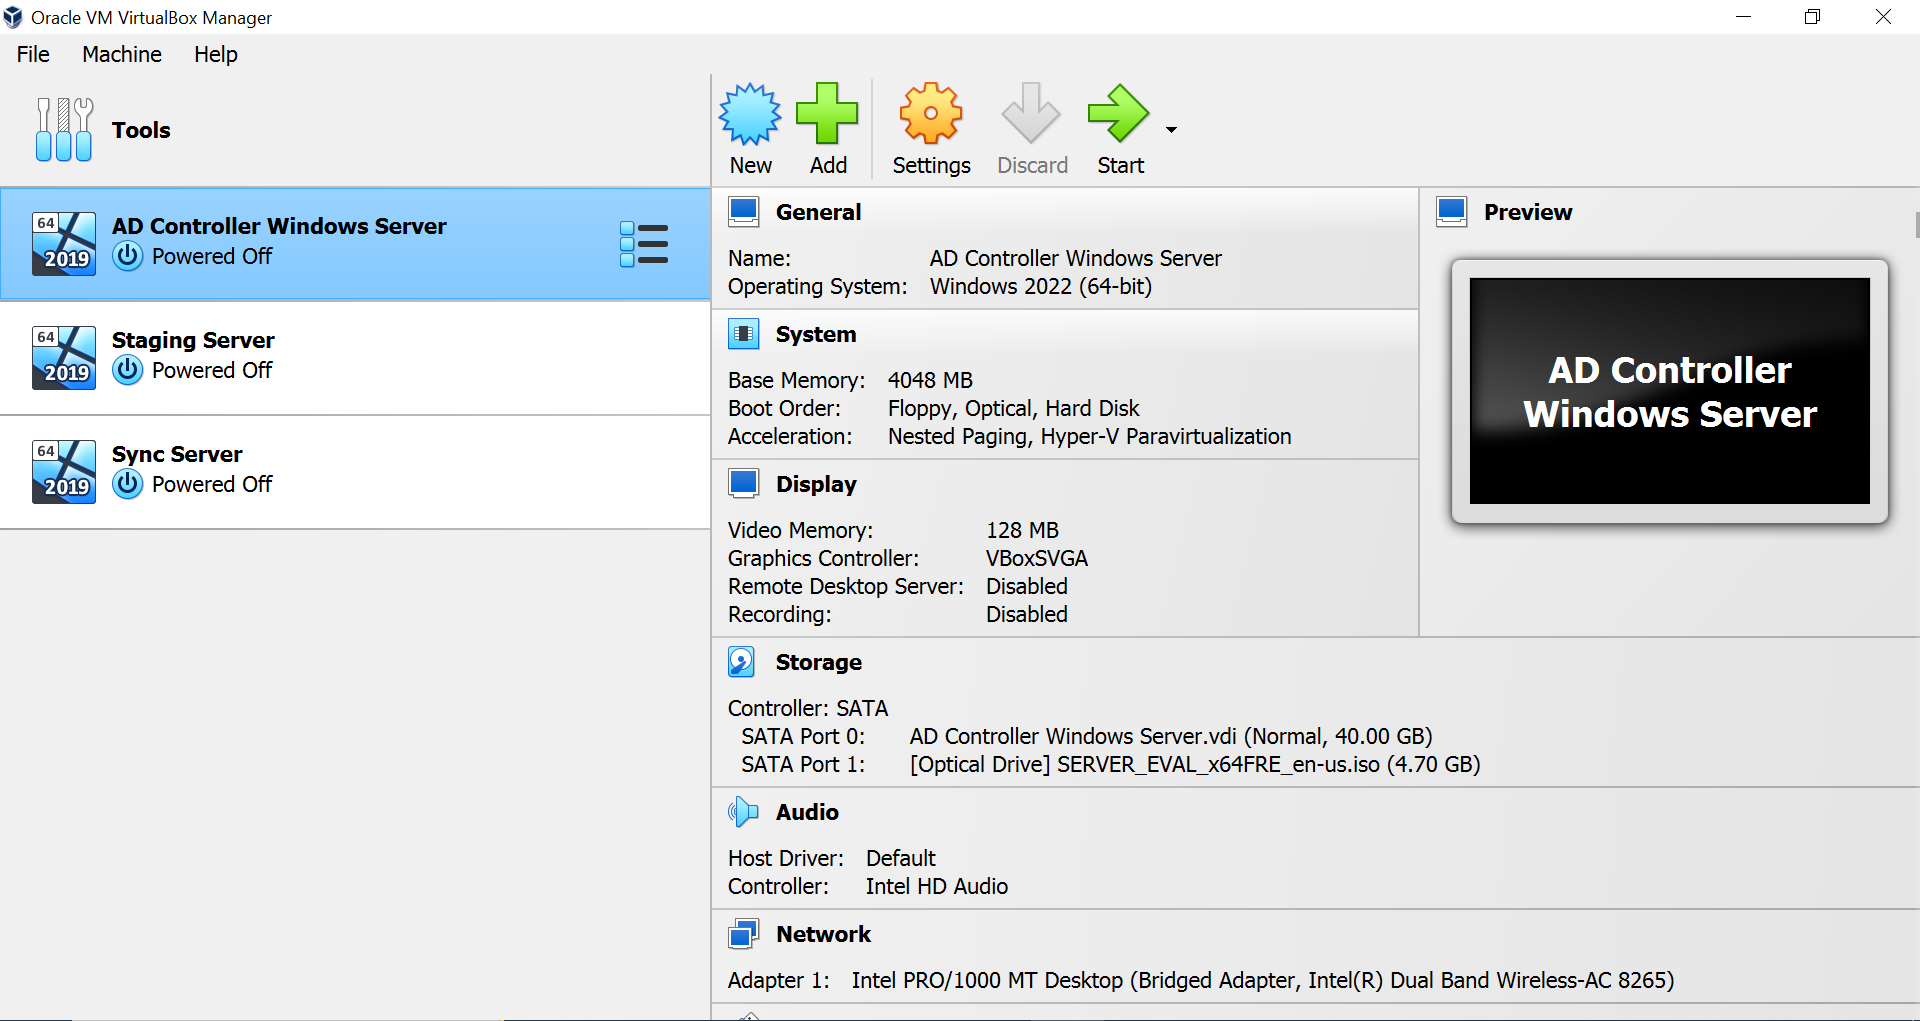 Oracle VM VirtualBox Manager
File Machine Help
Tools
New Add Settings Discard Start
64 2019 AD Controller Windows Server
Powered Off
64 2019 Staging Server
Powered Off
64 2019 Sync Server
Powered Off
General
Name: AD Controller Windows Server
Operating System: Windows 2022 (64-bit)
System
Base Memory: 4048 MB
Boot Order: Floppy, Optical, Hard Disk
Acceleration: Nested Paging, Hyper-V Paravirtualization
Display
Video Memory: 128 MB
Graphics Controller: VBoxSVGA
Remote Desktop Server: Disabled
Recording: Disabled
Preview
AD Controller
Windows Server
Storage
Controller: SATA
SATA Port 0: AD Controller Windows Server.vdi (Normal, 40.00 GB)
SATA Port 1: [Optical Drive] SERVER_EVAL_x64FRE_en-us.iso (4.70 GB)
Audio
Host Driver: Default
Controller: Intel HD Audio
Network
Adapter 1: Intel PRO/1000 MT Desktop (Bridged Adapter, Intel(R) Dual Band Wireless-AC 8265)